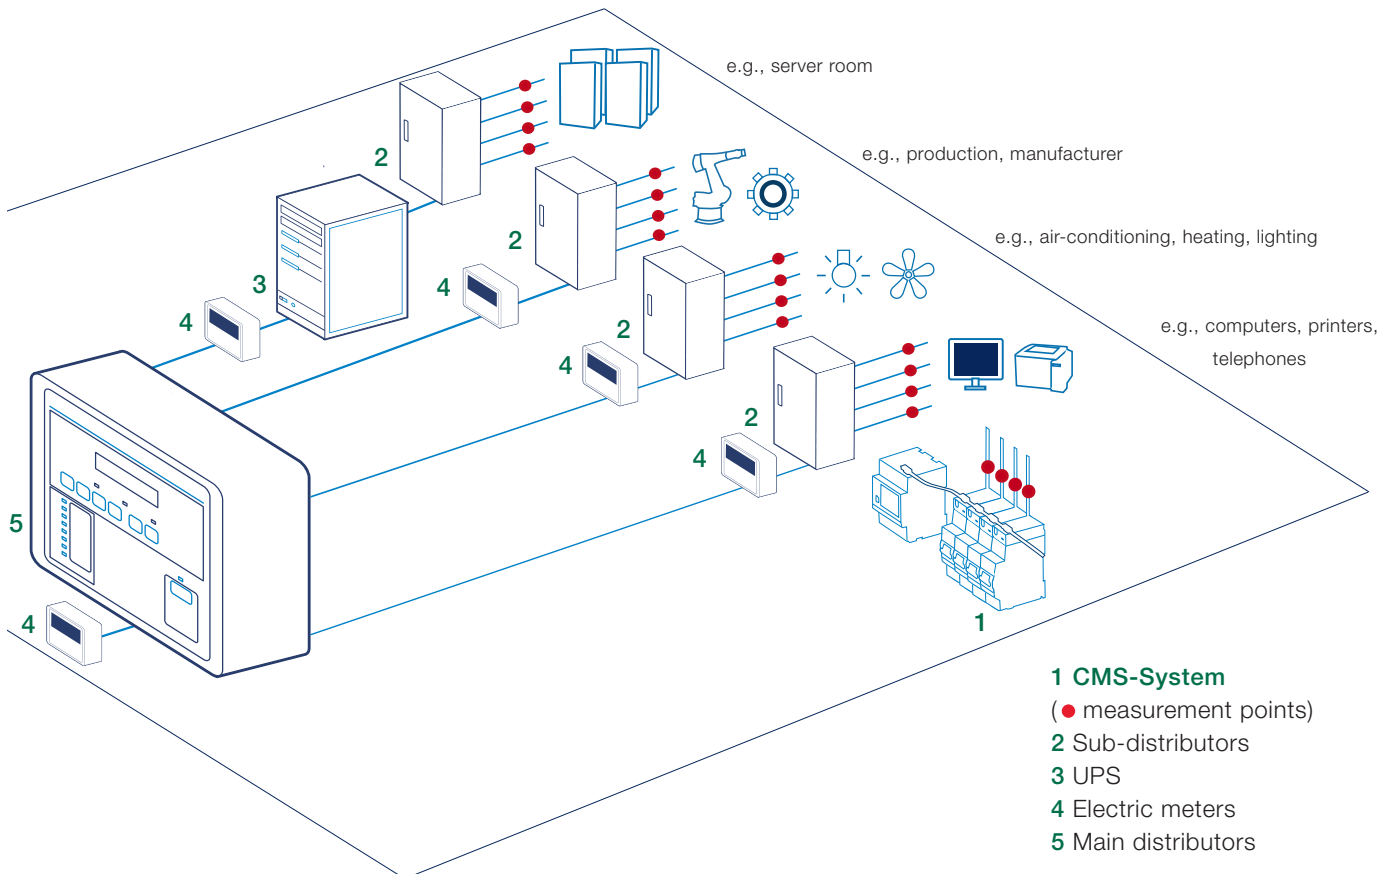 e.g., server room
e.g., production, manufacturer
e.g., air-conditioning, heating, lighting
e.g., computers, printers,
telephones
2
2
3
4
4
2
4
2
4
5
4
1
1 CMS-System
(● measurement points)
2 Sub-distributors
3 UPS
4 Electric meters
5 Main distributors